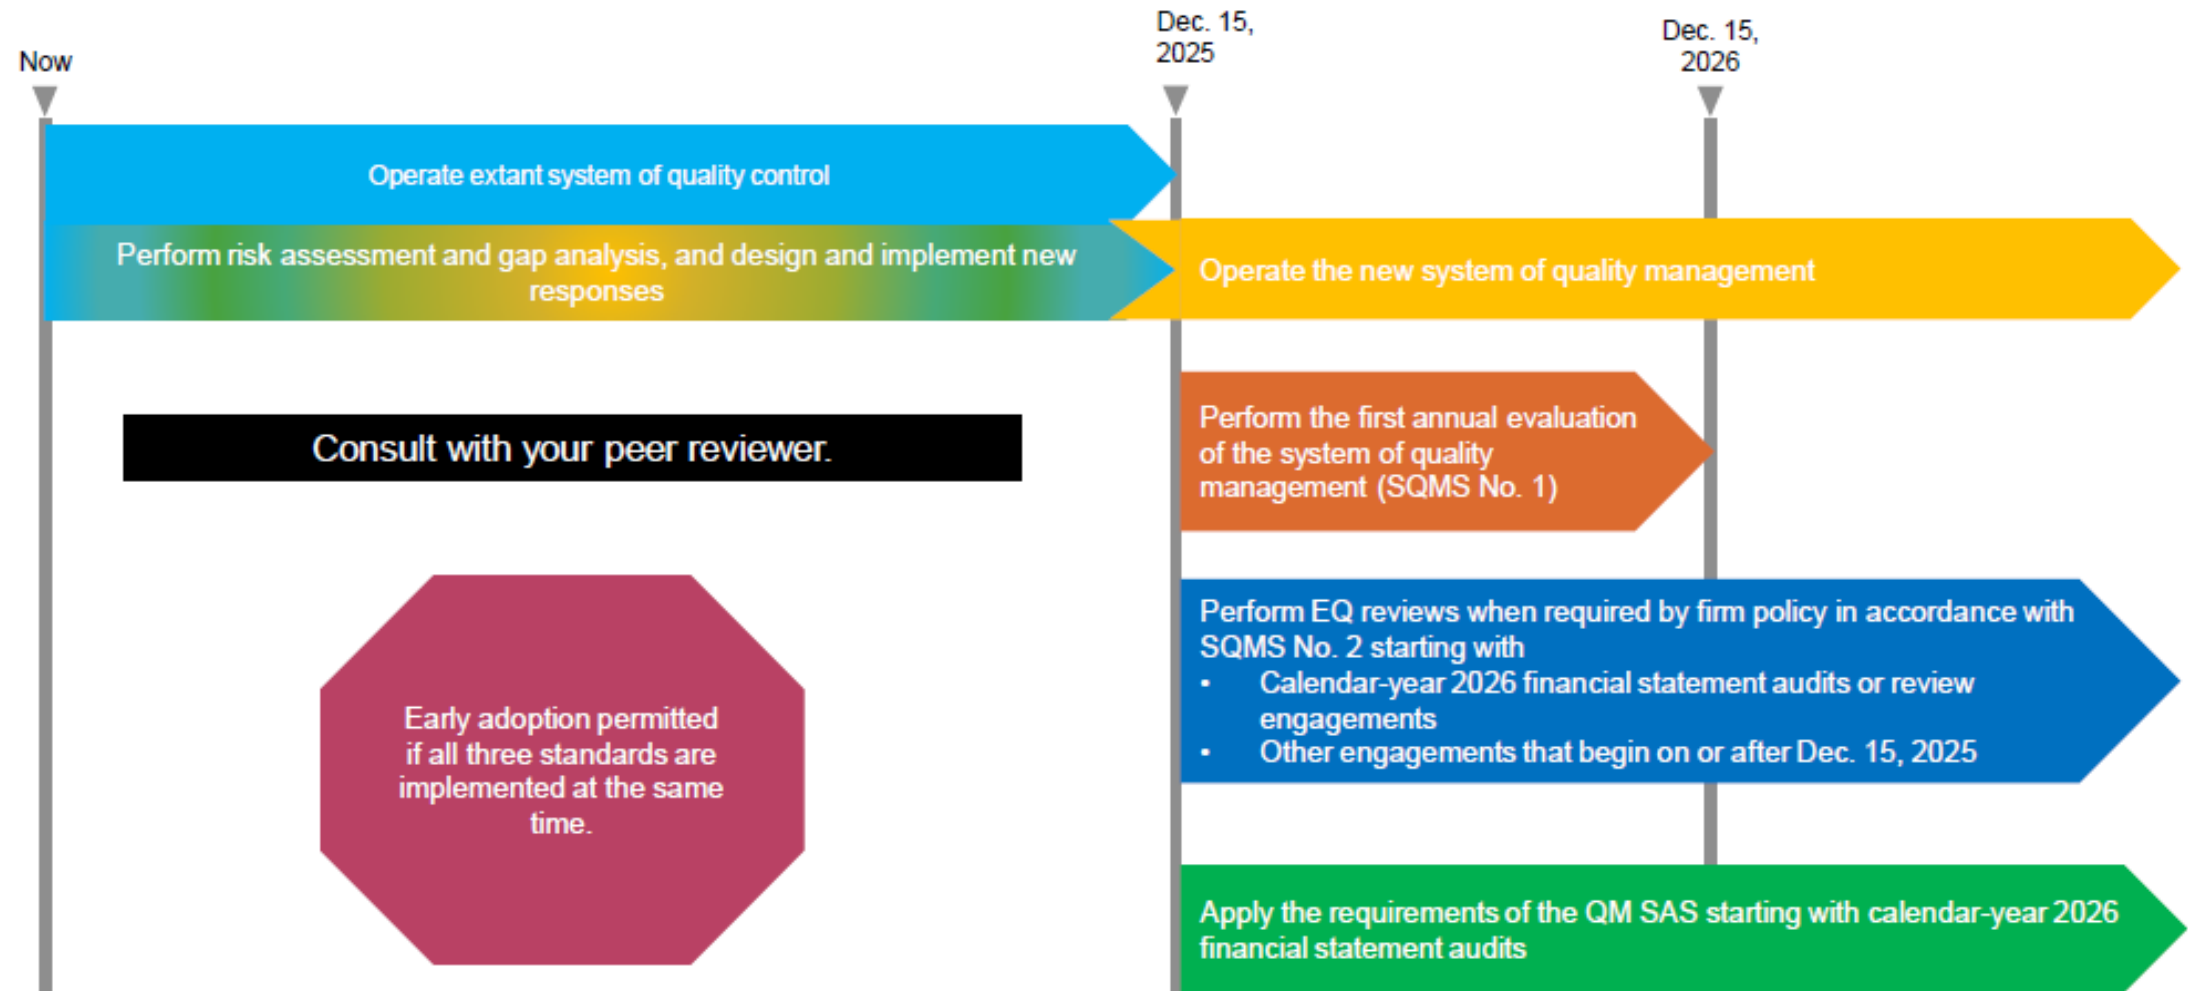 Now
Dec. 15,
2025
Dec. 15,
2026
Operate extant system of quality control
Perform risk assessment and gap analysis, and design and implement new
responses
Operate the new system of quality management
Consult with your peer reviewer.
Perform the first annual evaluation
of the system of quality
management (SQMS No. 1)
Early adoption permitted
if all three standards are
implemented at the same
time.
Perform EQ reviews when required by firm policy in accordance with
SQMS No. 2 starting with
• Calendar-year 2026 financial statement audits or review
engagements
• Other engagements that begin on or after Dec. 15, 2025
Apply the requirements of the QM SAS starting with calendar-year 2026
financial statement audits